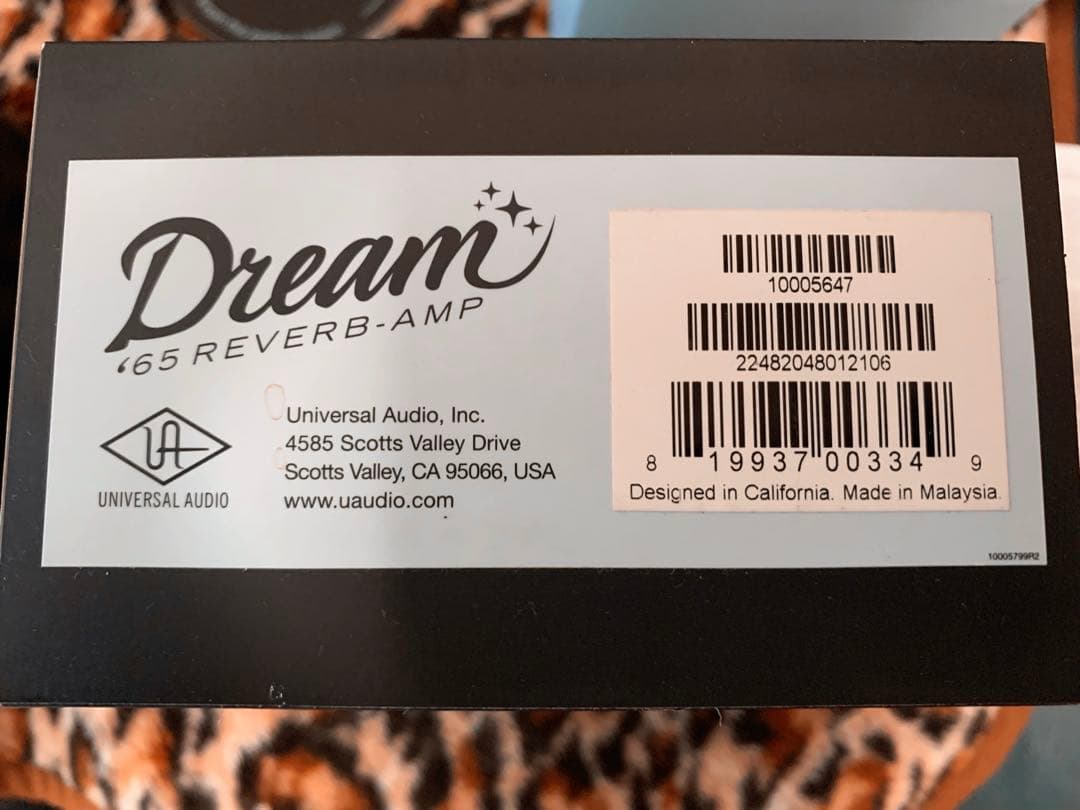 Dream
‘65 REVERB-AMP
UA
UNIVERSAL AUDIO
Universal Audio, Inc.
4585 Scotts Valley Drive
Scotts Valley, CA 95066, USA
www.uaudio.com
10005647
22482048012106
8 19937 00334 9
Designed in California. Made in Malaysia.
10005799R2